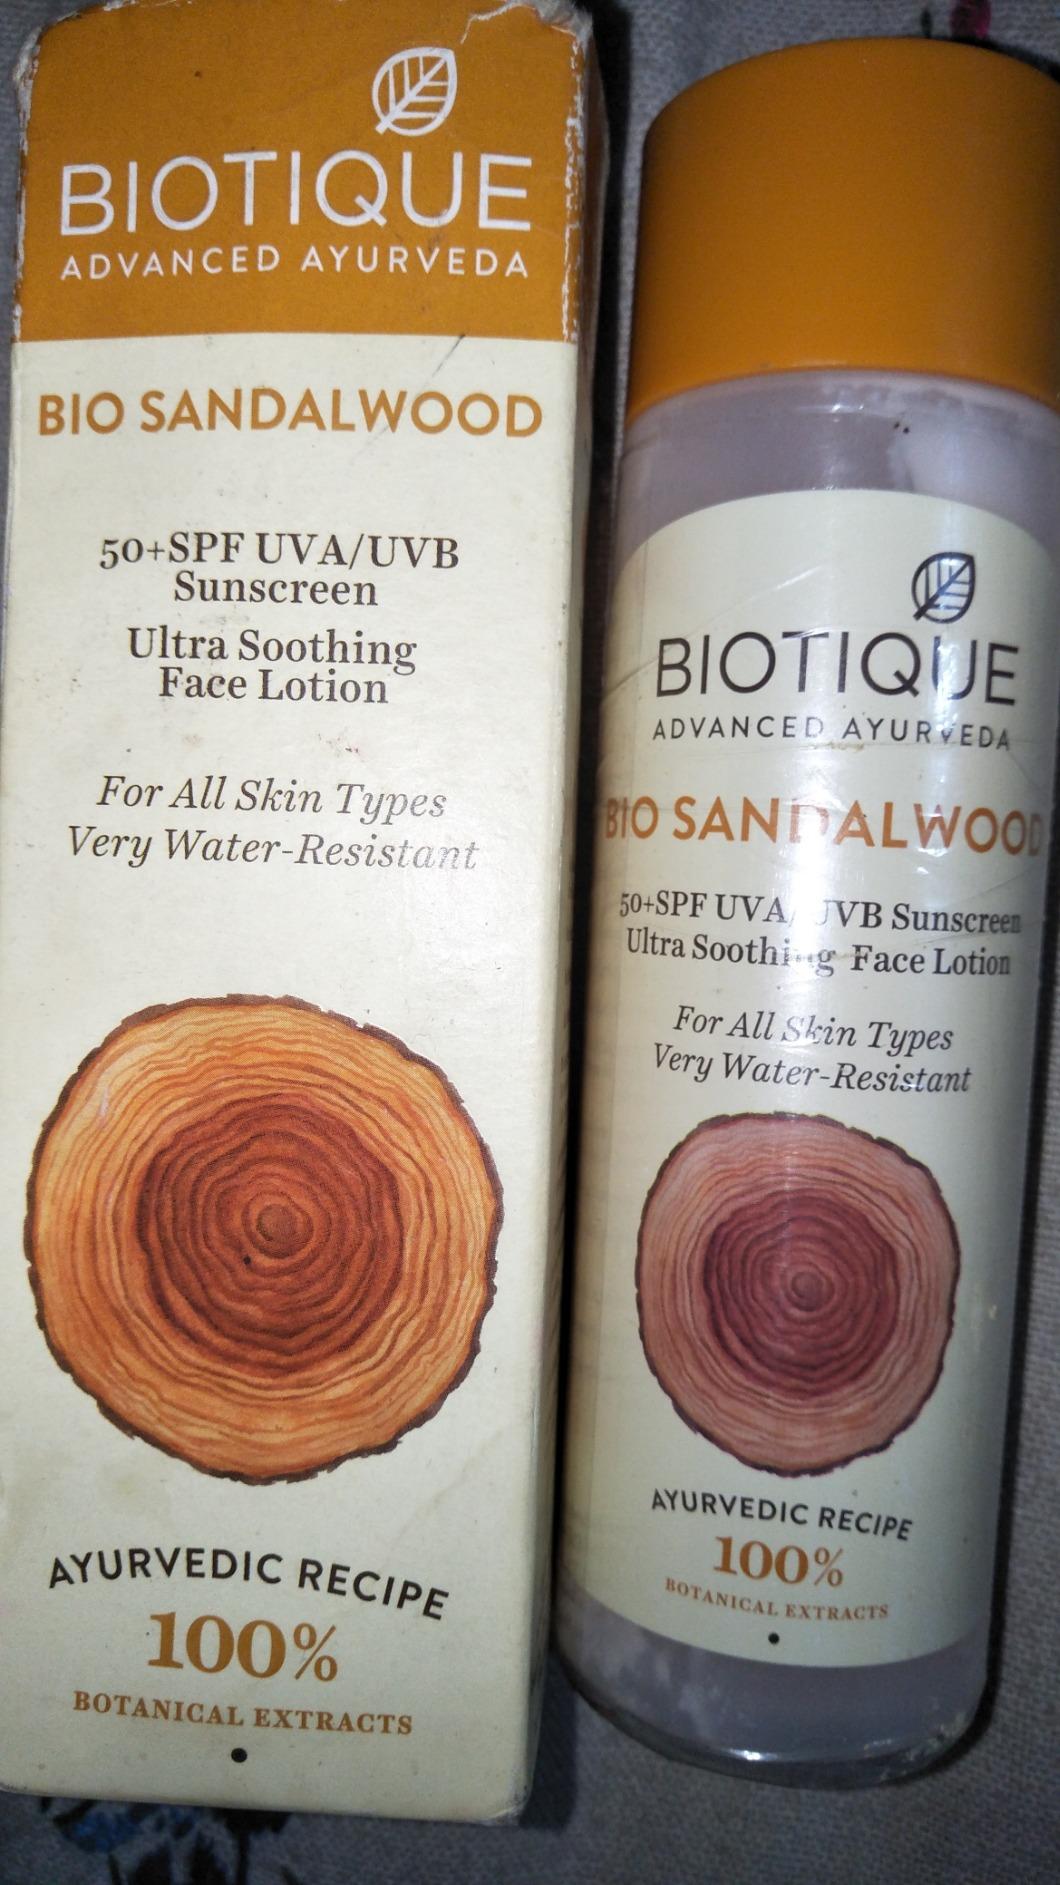 BIOTIQUE
ADVANCED AYURVEDA
BIO SANDALWOOD
50+SPF UVA/UVB
Sunscreen
Ultra Soothing
Face Lotion
For All Skin Types
Very Water-Resistant
AYURVEDIC RECIPE
100%
BOTANICAL EXTRACTS
BIOTIQUE
ADVANCED AYURVEDA
BIO SANDALWOOD
50+SPF UVA/UVB Sunscreen
Ultra Soothing Face Lotion
For All Skin Types
Very Water-Resistant
AYURVEDIC RECIPE
100%
BOTANICAL EXTRACTS